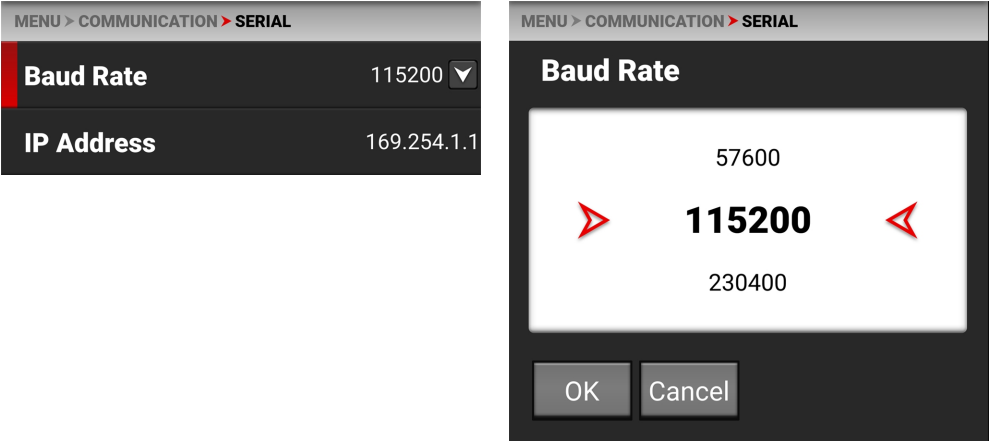 MENU > COMMUNICATION > SERIAL
Baud Rate 115200
IP Address 169.254.1.1
MENU > COMMUNICATION > SERIAL
Baud Rate
57600
115200
230400
OK Cancel